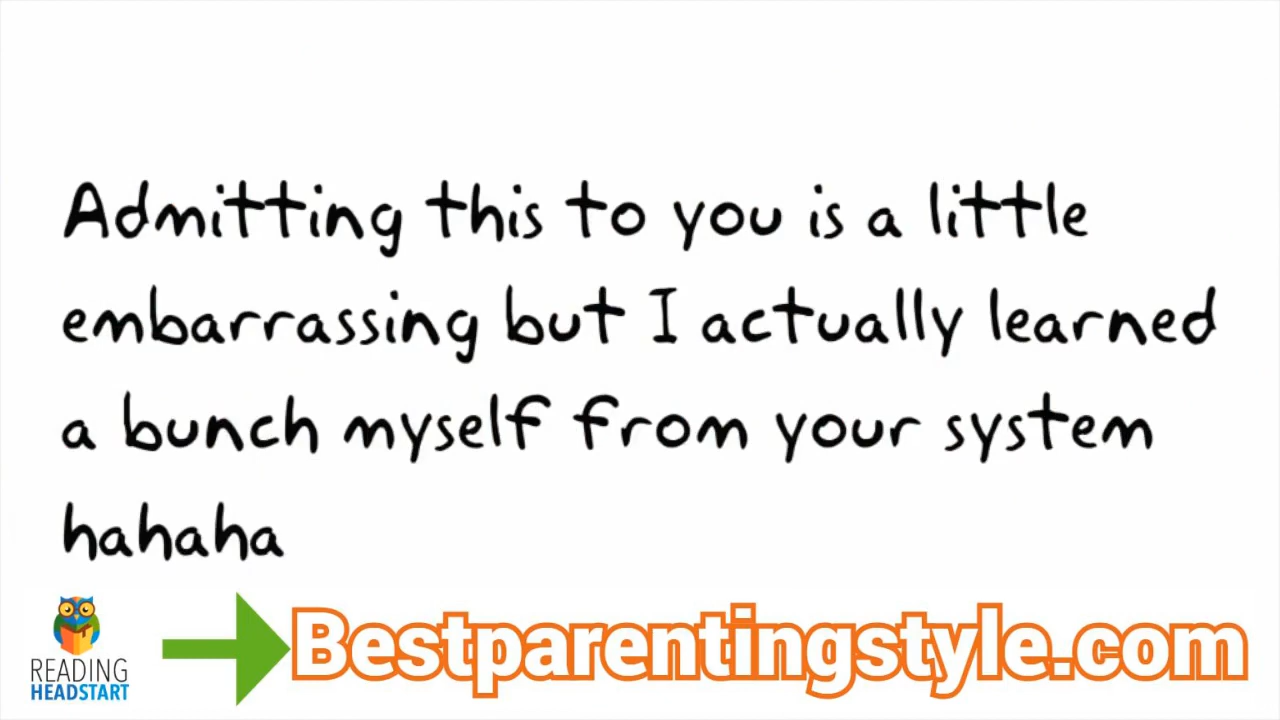 Admitting this to you is a little
embarrassing but I actually learned
a bunch myself from your system
hahaha
READING
HEADSTART
Bestparentingstyle.com